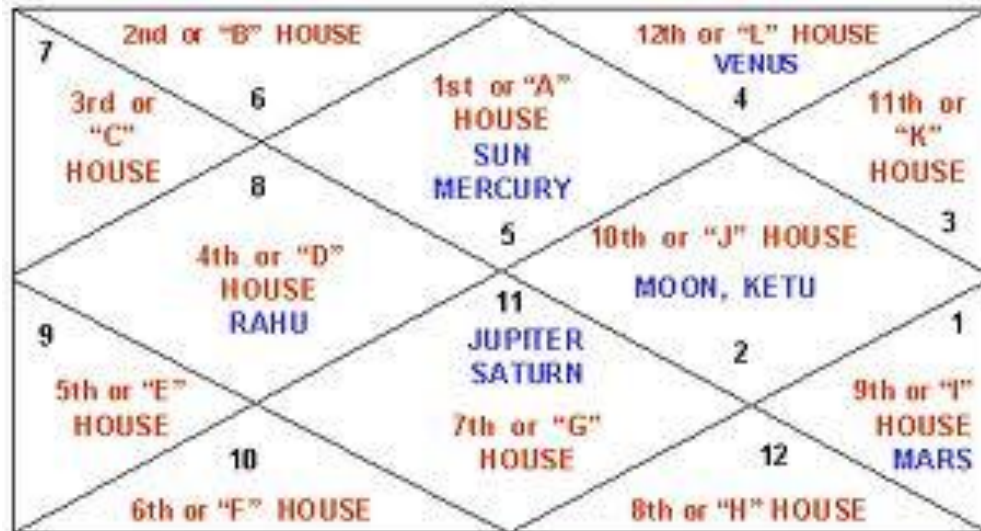 2nd or “B” HOUSE
12th or “L” HOUSE
VENUS
7
6
4
3rd or
“C”
HOUSE
1st or “A”
HOUSE
SUN
MERCURY
11th or
“K”
HOUSE
8
5
3
4th or “D”
HOUSE
RAHU
10th or “J” HOUSE
MOON, KETU
9
11
1
JUPITER
SATURN
2
5th or “E”
HOUSE
7th or “G”
HOUSE
9th or “I”
HOUSE
MARS
10
12
6th or “F” HOUSE
8th or “H” HOUSE